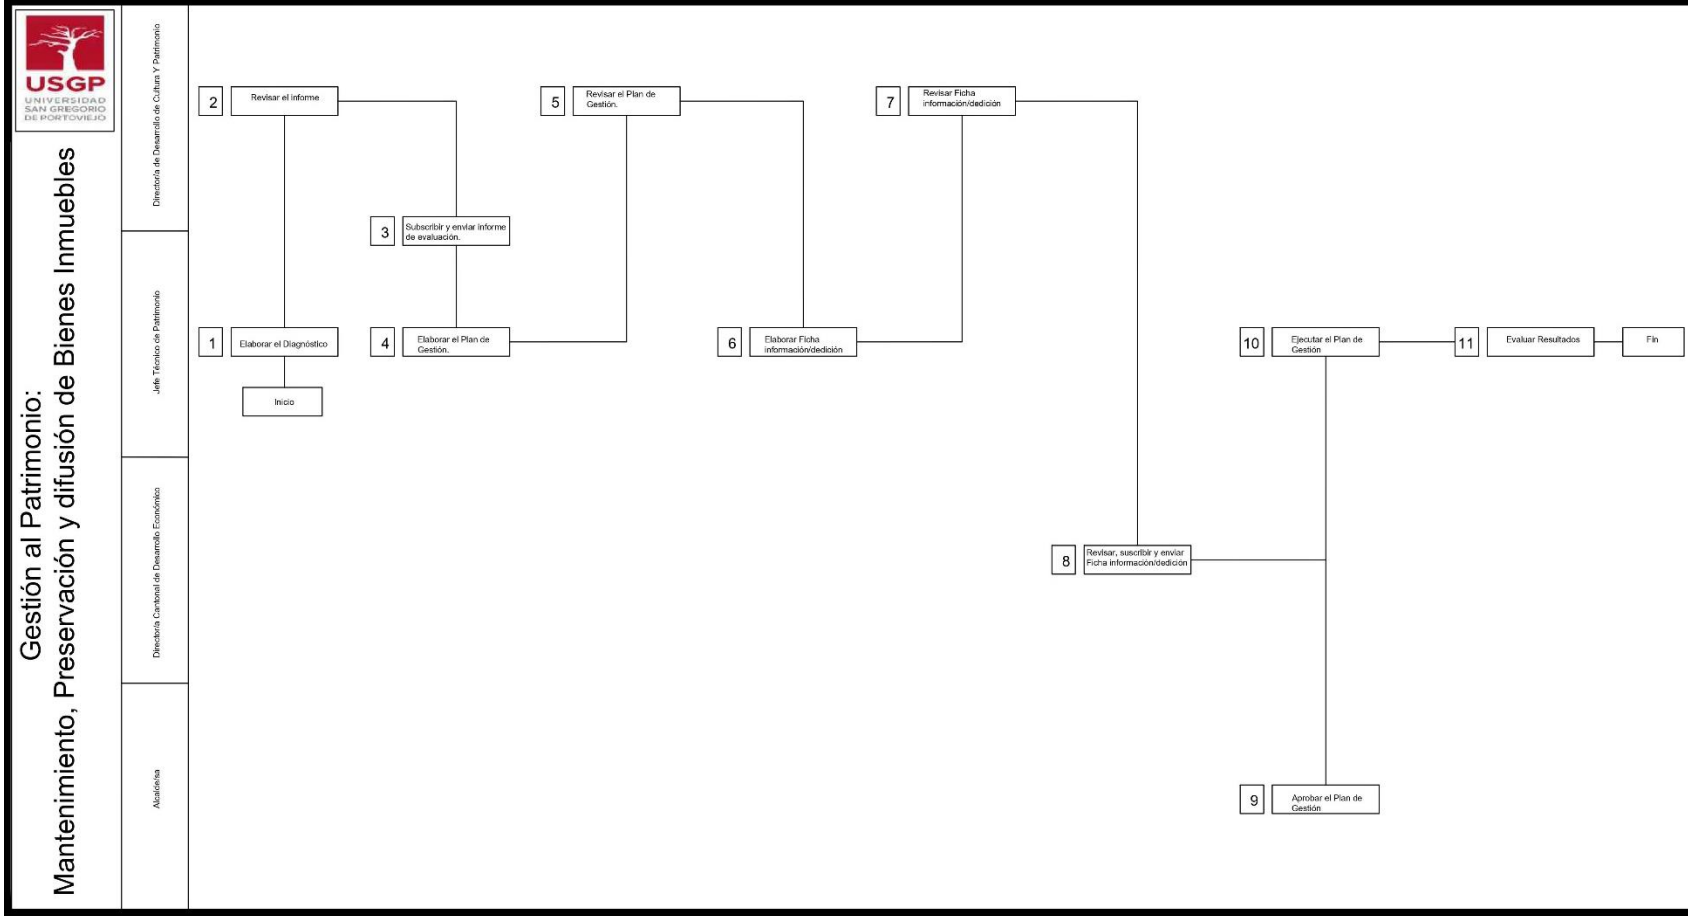 USGP
UNIVERSIDAD
SAN GREGORIO
DE PORTOVIEJO
Gestión al Patrimonio:
Mantenimiento, Preservación y difusión de Bienes Inmuebles
Director/a de Desarrollo de Cultura Y Patrimonio
Jefe Técnico de Patrimonio
Director/a Cantonal de Desarrollo Económico
Alcalde/sa
2
Revisar el informe
5
Revisar el Plan de
Gestión.
7
Revisar Ficha
información/dedición
3
Subscribir y enviar informe
de evaluación.
1
Elaborar el Diagnóstico
4
Elaborar el Plan de
Gestión.
6
Elaborar Ficha
información/dedición
10
Ejecutar el Plan de
Gestión
11
Evaluar Resultados
Fin
Inicio
8
Revisar, suscribir y enviar
Ficha información/dedición
9
Aprobar el Plan de
Gestión